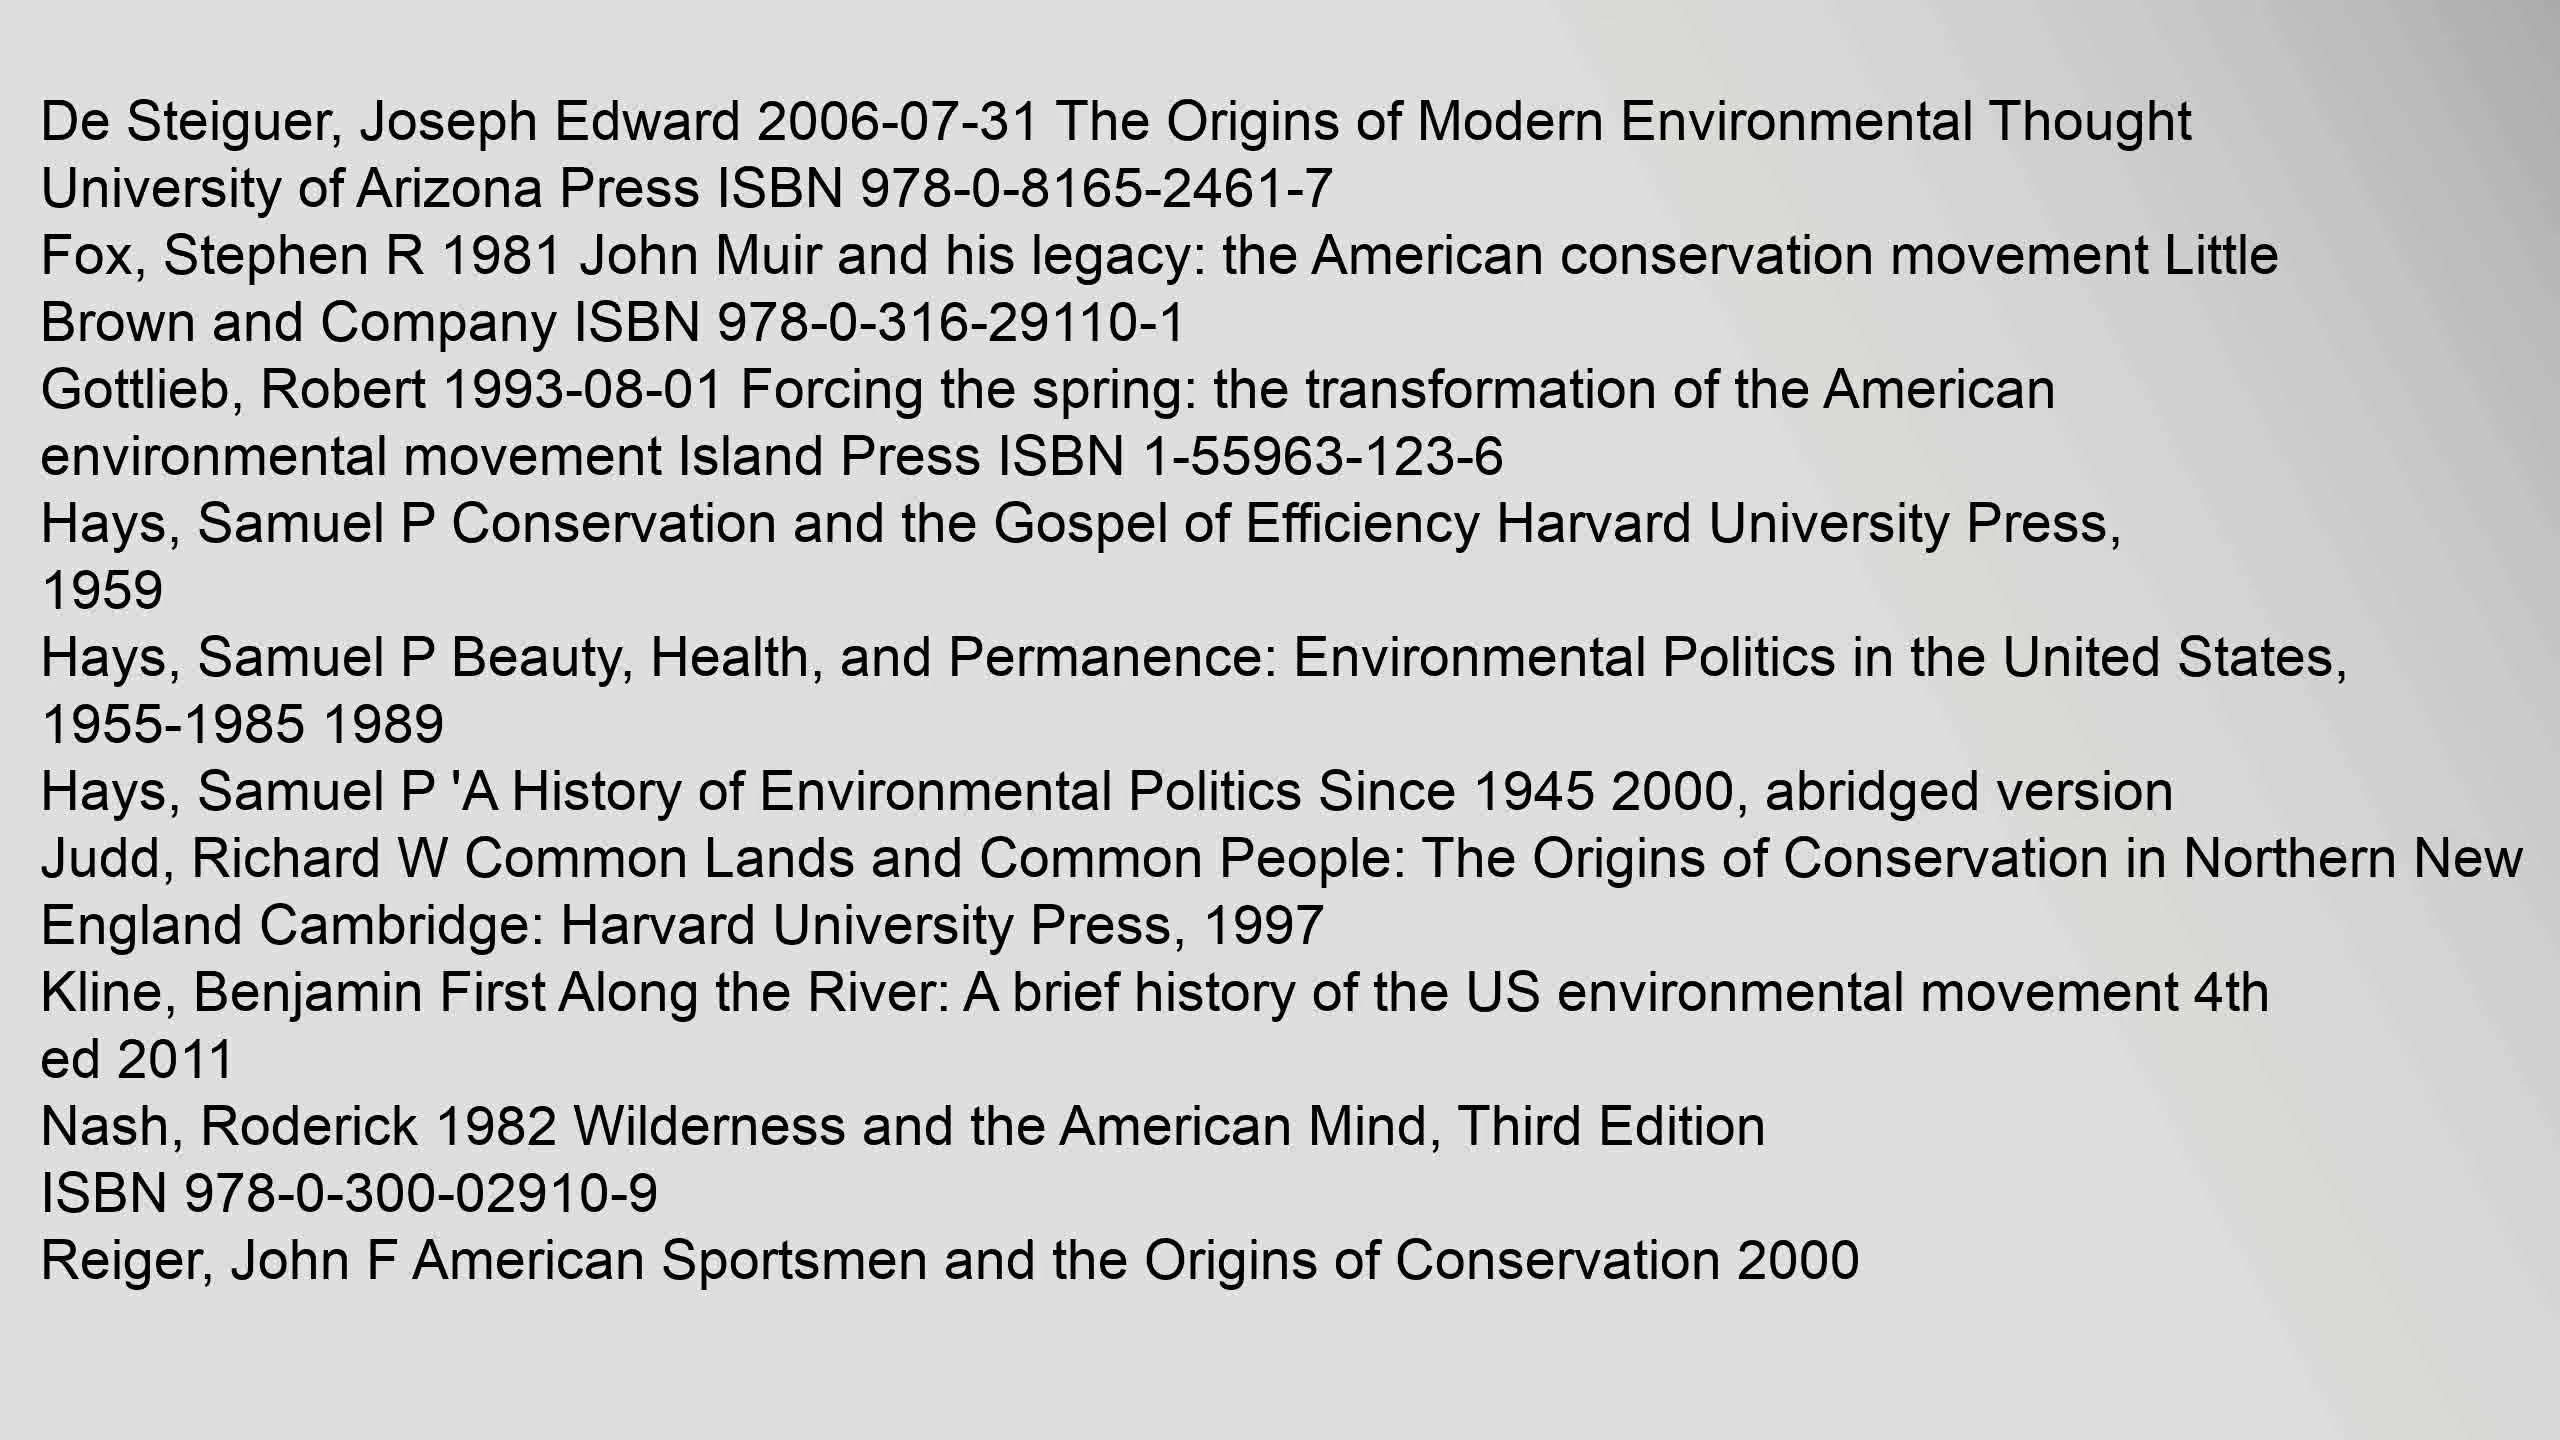 De Steiguer, Joseph Edward 2006-07-31 The Origins of Modern Environmental Thought
University of Arizona Press ISBN 978-0-8165-2461-7
Fox, Stephen R 1981 John Muir and his legacy: the American conservation movement Little
Brown and Company ISBN 978-0-316-29110-1
Gottlieb, Robert 1993-08-01 Forcing the spring: the transformation of the American
environmental movement Island Press ISBN 1-55963-123-6
Hays, Samuel P Conservation and the Gospel of Efficiency Harvard University Press,
1959
Hays, Samuel P Beauty, Health, and Permanence: Environmental Politics in the United States,
1955-1985 1989
Hays, Samuel P 'A History of Environmental Politics Since 1945 2000, abridged version
Judd, Richard W Common Lands and Common People: The Origins of Conservation in Northern New
England Cambridge: Harvard University Press, 1997
Kline, Benjamin First Along the River: A brief history of the US environmental movement 4th
ed 2011
Nash, Roderick 1982 Wilderness and the American Mind, Third Edition
ISBN 978-0-300-02910-9
Reiger, John F American Sportsmen and the Origins of Conservation 2000